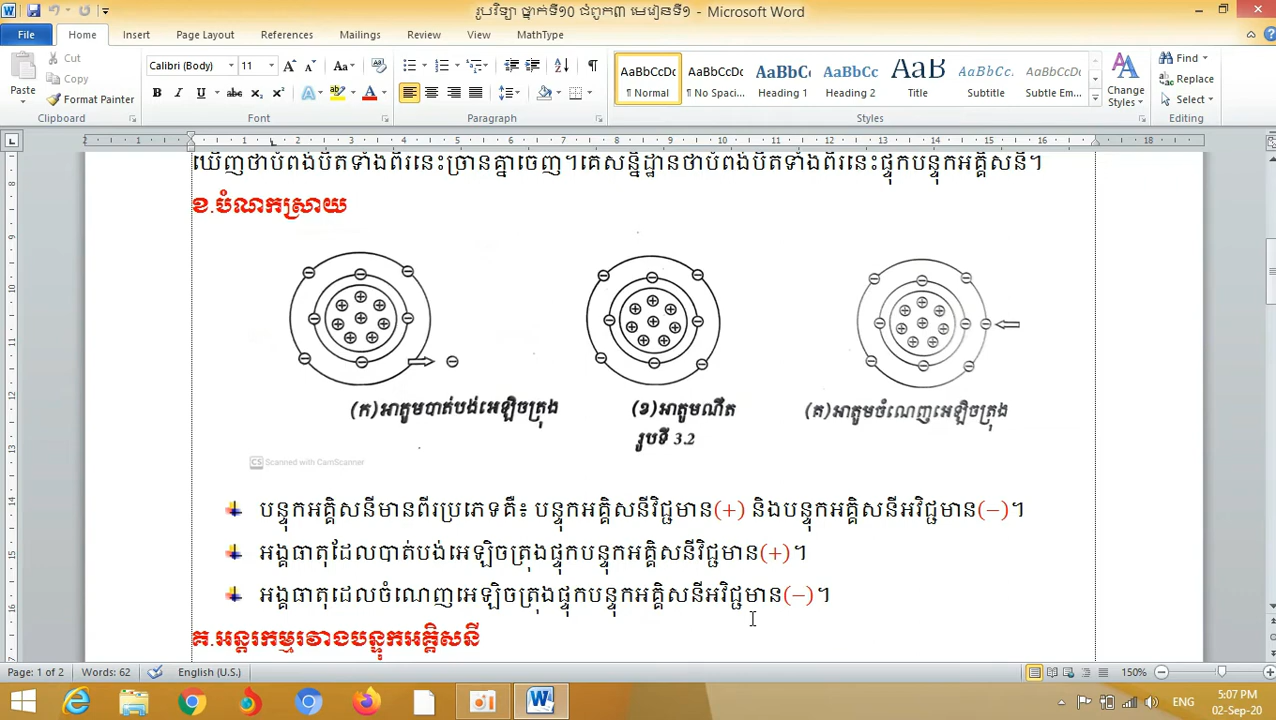 រូបវិទ្យា ថ្នាក់ទី១០ ជំពូក៣ មេរៀនទី១ - Microsoft Word
File Home Insert Page Layout References Mailings Review View MathType
Paste
Cut
Copy
Format Painter
Clipboard
Calibri (Body) 11
Font
Paragraph
AaBbCcDc AaBbCcDc AaBbC AaBbCc AaB AaBbCcD AaBbCcDc
¶ Normal ¶ No Spaci... Heading 1 Heading 2 Title Subtitle Subtle Em...
Change Styles
Styles
Find
Replace
Select
Editing
ឃើញថាបំពង់បិតទាំងពីរនេះច្រានគ្នាចេញ។គេសន្និដ្ឋានថាបំពង់បិតទាំងពីរនេះផ្ទុកបន្ទុកអគ្គិសនី។
ខ.បំណកស្រាយ
(ក)អាតូមបាត់បង់អេឡិចត្រុង (ខ)អាតូមណឺត (គ)អាតូមចំណេញអេឡិចត្រុង
រូបទី 3.2
CS Scanned with CamScanner
បន្ទុកអគ្គិសនីមានពីរប្រភេទគឺ៖ បន្ទុកអគ្គិសនីវិជ្ជមាន(+) និងបន្ទុកអគ្គិសនីអវិជ្ជមាន(−)។
អង្គធាតុដែលបាត់បង់អេឡិចត្រុងផ្ទុកបន្ទុកអគ្គិសនីវិជ្ជមាន(+)។
អង្គធាតុដេលចំណេញអេឡិចត្រុងផ្ទុកបន្ទុកអគ្គិសនីអវិជ្ជមាន(−)។
គ.អន្តរកម្មរវាងបន្ទុកអគ្គិសនី
Page: 1 of 2 Words: 62 English (U.S.) 150%
ENG 5:07 PM
02-Sep-20